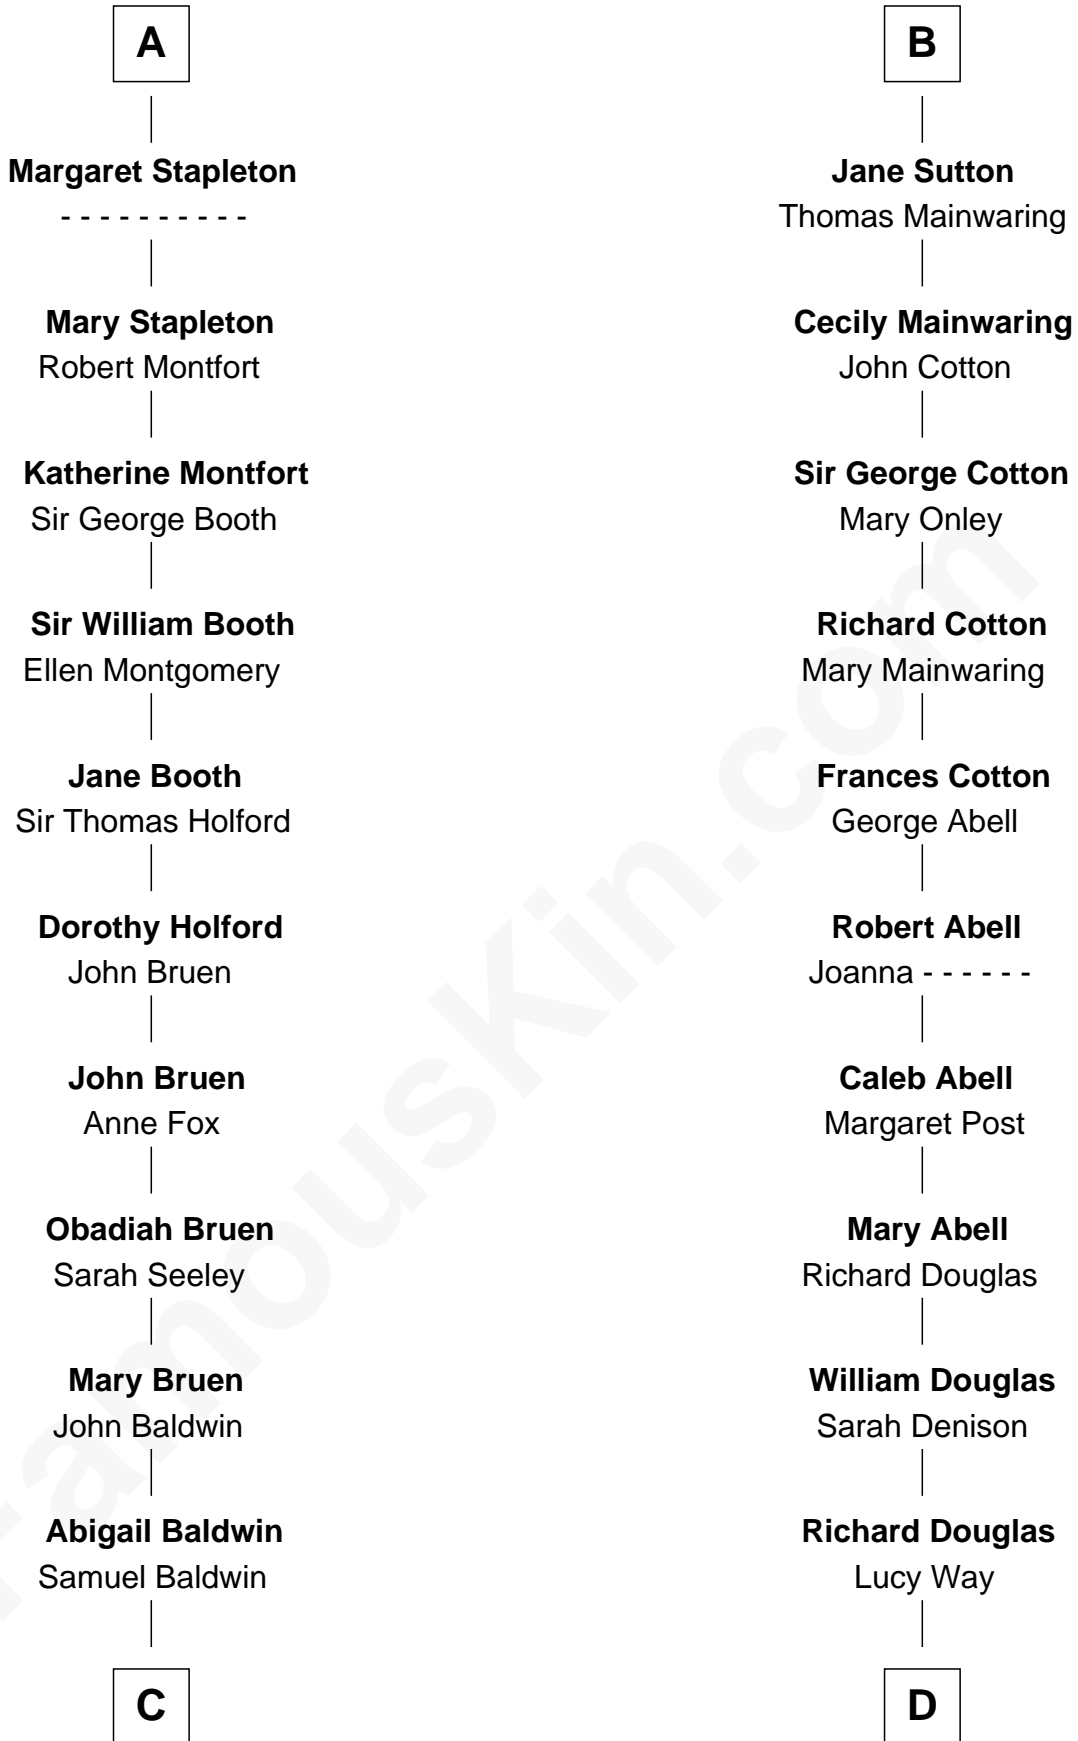 A
Margaret Stapleton
- - - - - - - - - -
Mary Stapleton
Robert Montfort
Katherine Montfort
Sir George Booth
Sir William Booth
Ellen Montgomery
Jane Booth
Sir Thomas Holford
Dorothy Holford
John Bruen
John Bruen
Anne Fox
Obadiah Bruen
Sarah Seeley
Mary Bruen
John Baldwin
Abigail Baldwin
Samuel Baldwin
C
B
Jane Sutton
Thomas Mainwaring
Cecily Mainwaring
John Cotton
Sir George Cotton
Mary Onley
Richard Cotton
Mary Mainwaring
Frances Cotton
George Abell
Robert Abell
Joanna - - - - - -
Caleb Abell
Margaret Post
Mary Abell
Richard Douglas
William Douglas
Sarah Denison
Richard Douglas
Lucy Way
D
FamousKin.com